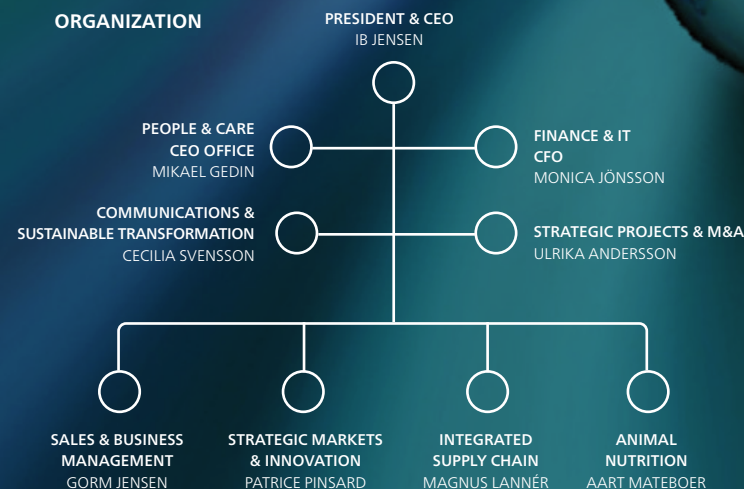 ORGANIZATION
PRESIDENT & CEO
IB JENSEN
PEOPLE & CARE
CEO OFFICE
MIKAEL GEDIN
FINANCE & IT
CFO
MONICA JÖNSSON
COMMUNICATIONS &
SUSTAINABLE TRANSFORMATION
CECILIA SVENSSON
STRATEGIC PROJECTS & M&A
ULRIKA ANDERSSON
SALES & BUSINESS
MANAGEMENT
GORM JENSEN
STRATEGIC MARKETS
& INNOVATION
PATRICE PINSARD
INTEGRATED
SUPPLY CHAIN
MAGNUS LANNÉR
ANIMAL
NUTRITION
AART MATEBOER